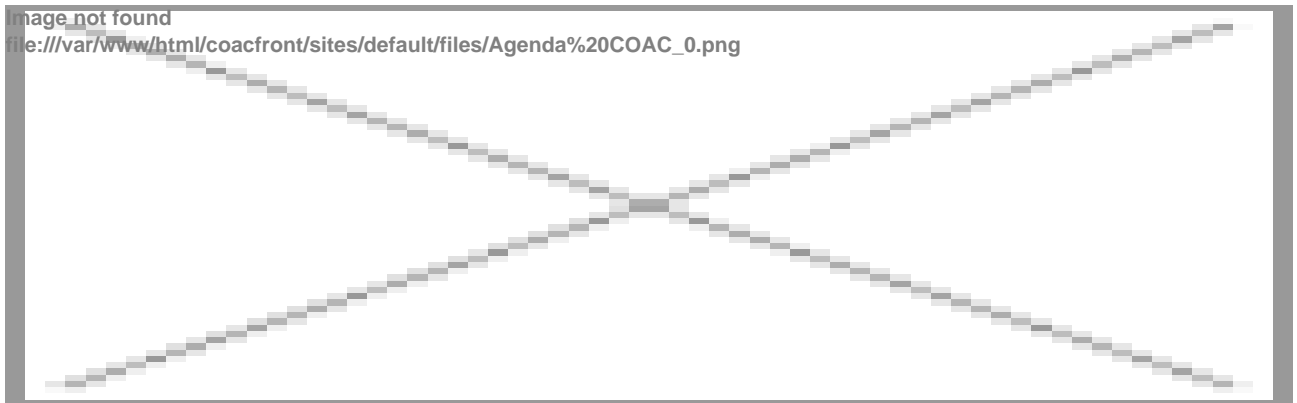 Image not found
file:///var/www/html/coacfront/sites/default/files/Agenda%20COAC_0.png